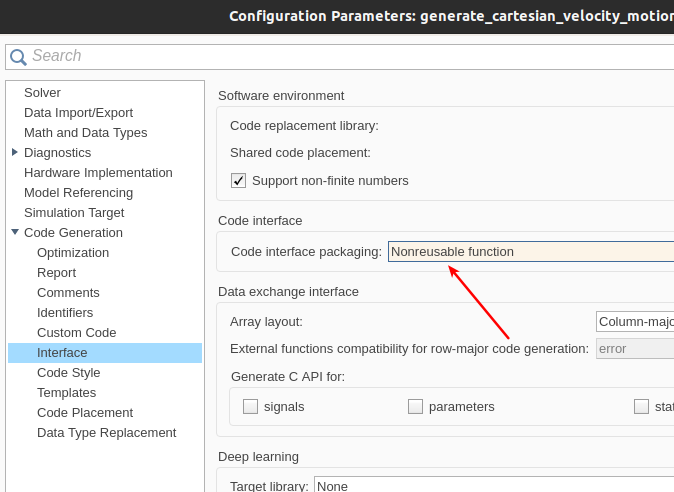 Configuration Parameters: generate_cartesian_velocity_motion
Search
Solver
Data Import/Export
Math and Data Types
Diagnostics
Hardware Implementation
Model Referencing
Simulation Target
Code Generation
Optimization
Report
Comments
Identifiers
Custom Code
Interface
Code Style
Templates
Code Placement
Data Type Replacement
Software environment
Code replacement library:
Shared code placement:
Support non-finite numbers
Code interface
Code interface packaging: Nonreusable function
Data exchange interface
Array layout: Column-majo
External functions compatibility for row-major code generation: error
Generate C API for:
signals parameters stat
Deep learning
Target library: None